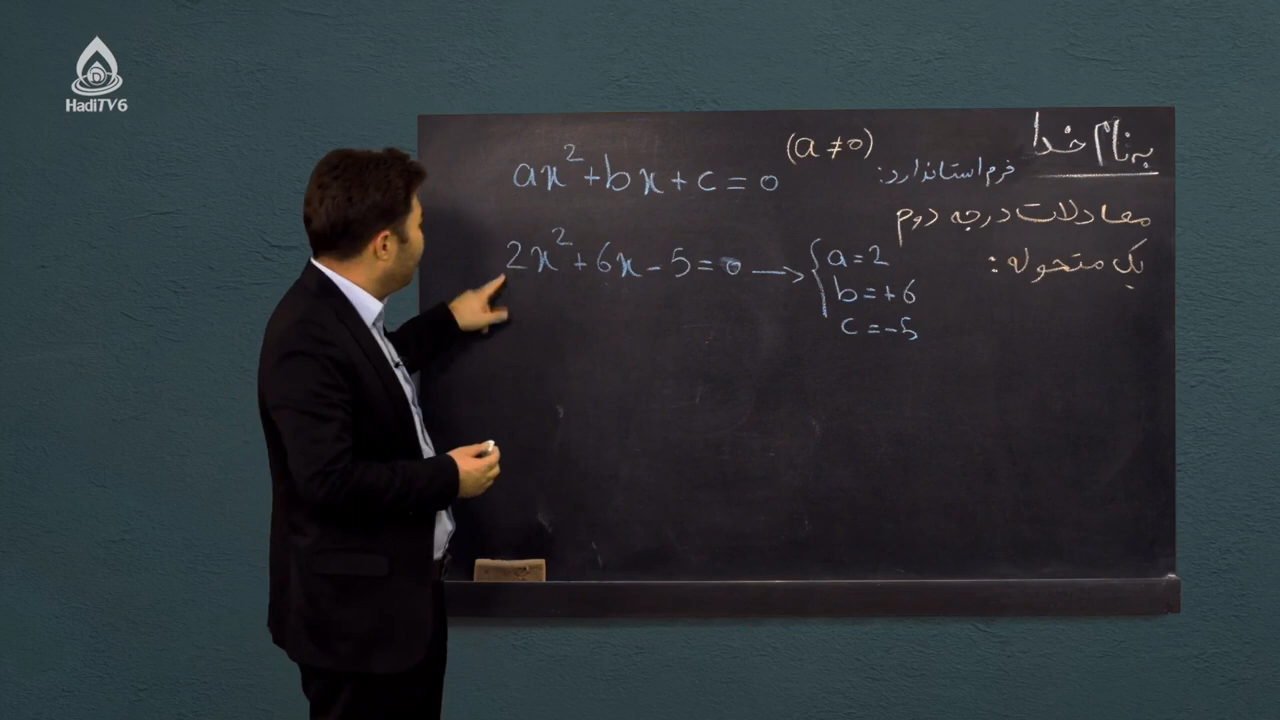 HadiTV6
به نام خدا
فرم استاندارد:
ax²+bx+c=0
(a≠0)
معادلات درجه دوم
یک متحوله:
2x²+6x-5=0 → { a=2
b=+6
c=-5